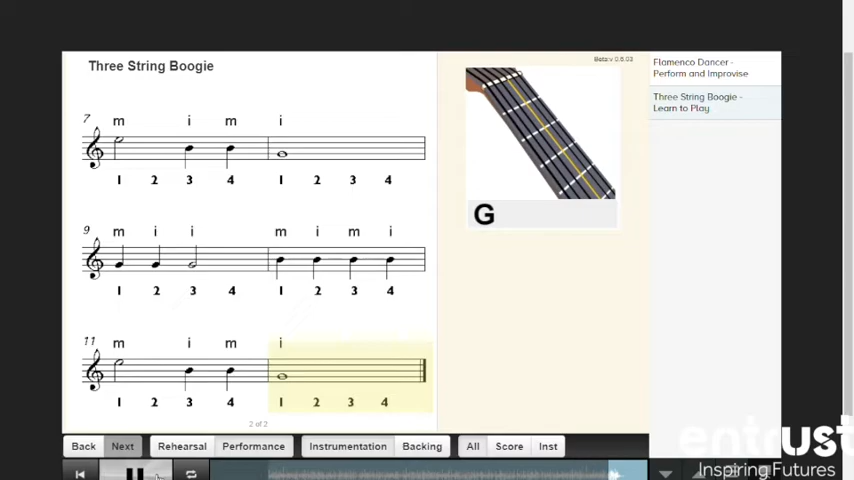 Three String Boogie
Beta:v 0.6.03
Flamenco Dancer -
Perform and Improvise
Three String Boogie -
Learn to Play
7 m i m i
1 2 3 4 1 2 3 4
G
9 m i i m i m i
1 2 3 4 1 2 3 4
11 m i m i
1 2 3 4 1 2 3 4
2 of 2
Back Next Rehearsal Performance Instrumentation Backing All Score Inst
entrust
Inspiring Futures